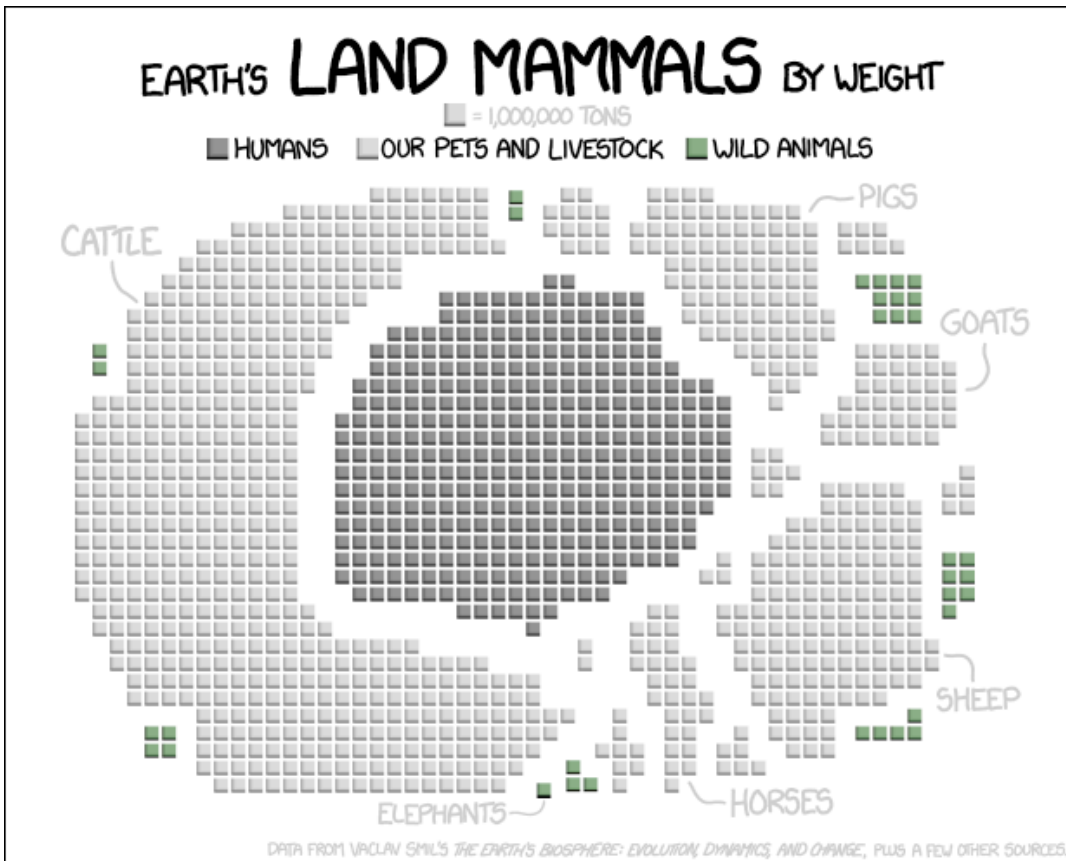 EARTH'S LAND MAMMALS BY WEIGHT
= 1,000,000 TONS
HUMANS OUR PETS AND LIVESTOCK WILD ANIMALS
PIGS
CATTLE
GOATS
SHEEP
HORSES
ELEPHANTS
DATA FROM VACLAV SMIL'S THE EARTH'S BIOSPHERE: EVOLUTION, DYNAMICS, AND CHANGE, PLUS A FEW OTHER SOURCES.